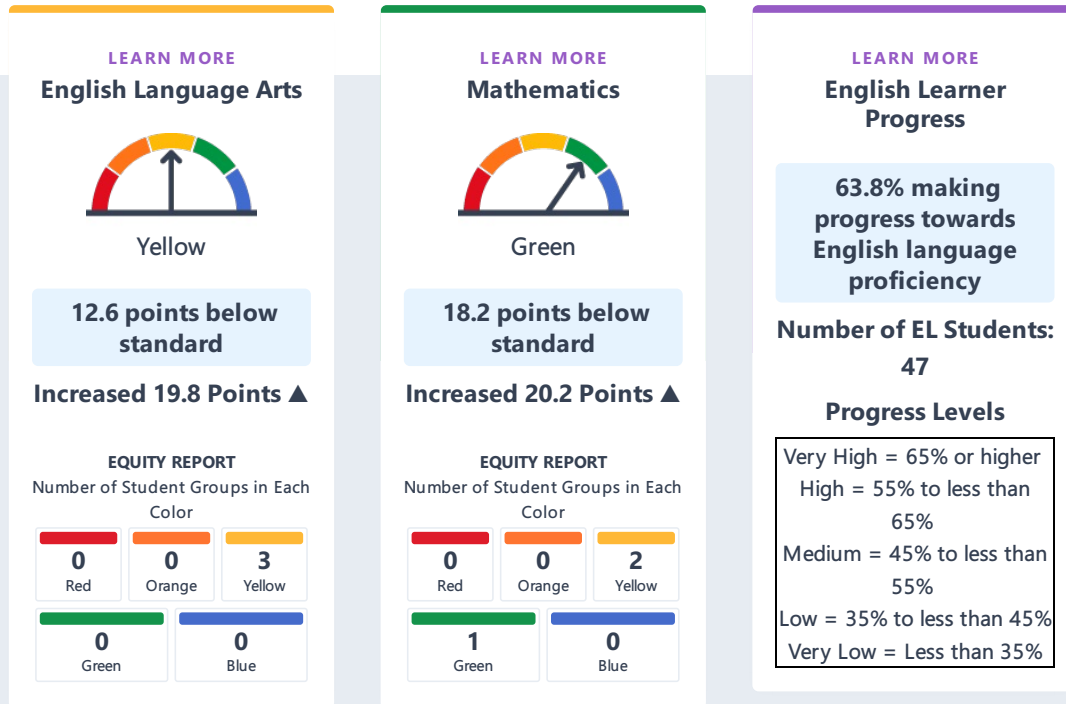 LEARN MORE
English Language Arts
Yellow
12.6 points below
standard
Increased 19.8 Points ▲
EQUITY REPORT
Number of Student Groups in Each
Color
0
Red
0
Orange
3
Yellow
0
Green
0
Blue
LEARN MORE
Mathematics
Green
18.2 points below
standard
Increased 20.2 Points ▲
EQUITY REPORT
Number of Student Groups in Each
Color
0
Red
0
Orange
2
Yellow
1
Green
0
Blue
LEARN MORE
English Learner
Progress
63.8% making
progress towards
English language
proficiency
Number of EL Students:
47
Progress Levels
Very High = 65% or higher
High = 55% to less than
65%
Medium = 45% to less than
55%
Low = 35% to less than 45%
Very Low = Less than 35%